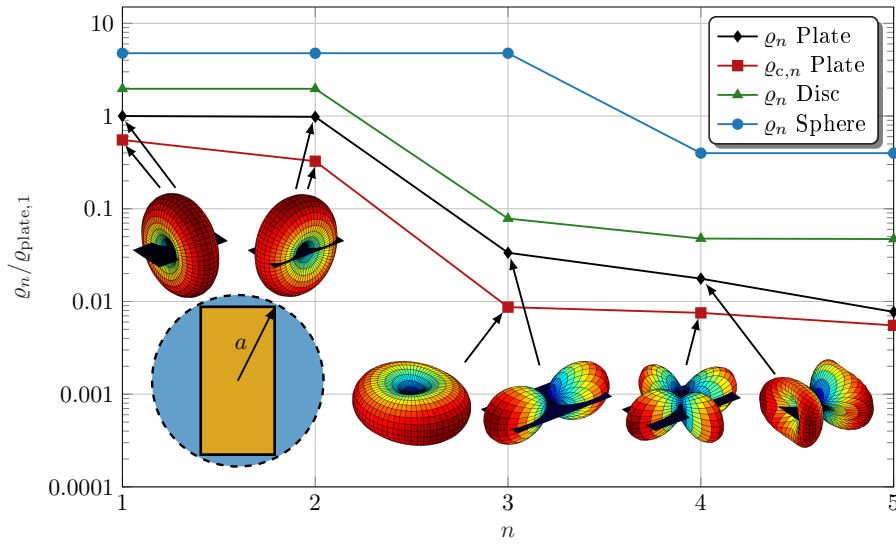 10
1
0.1
0.01
0.001
0.0001
1
2
3
4
5
n
ϱn/ϱplate,1
ϱn Plate
ϱc,n Plate
ϱn Disc
ϱn Sphere
a